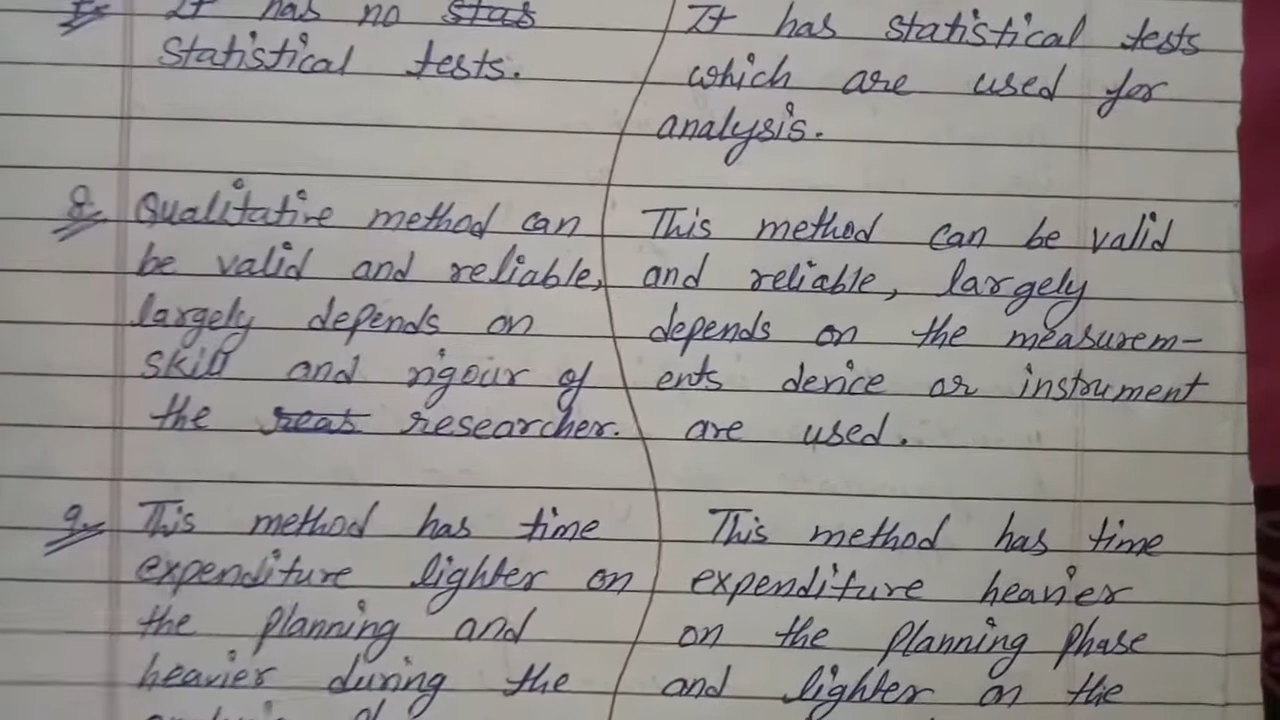 It has no Stas
Statistical tests.
It has statistical tests
which are used for
analysis.
8. Qualitative method can
be valid and reliable,
largely depends on
skill and rigour of
the reas researcher.
This method can be valid
and reliable, largely
depends on the measurem-
ents device or instrument
are used.
9. This method has time
expenditure lighter on
the planning and
heavier during the
This method has time
expenditure heavier
on the planning phase
and lighter on the